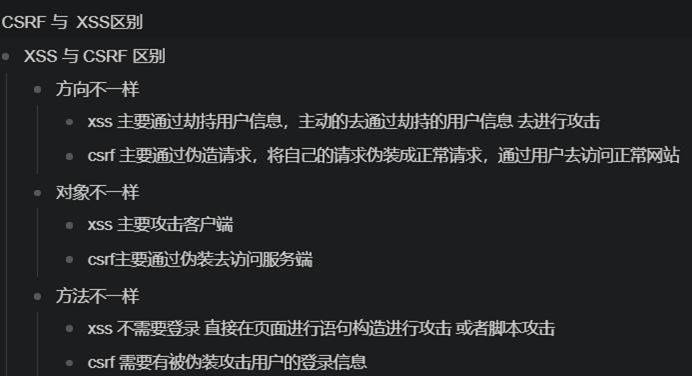 CSRF 与 XSS区别
XSS 与 CSRF 区别
方向不一样
xss 主要通过劫持用户信息，主动的去通过劫持的用户信息 去进行攻击
csrf 主要通过伪造请求，将自己的请求伪装成正常请求，通过用户去访问正常网站
对象不一样
xss 主要攻击客户端
csrf主要通过伪装去访问服务端
方法不一样
xss 不需要登录 直接在页面进行语句构造进行攻击 或者脚本攻击
csrf 需要有被伪装攻击用户的登录信息